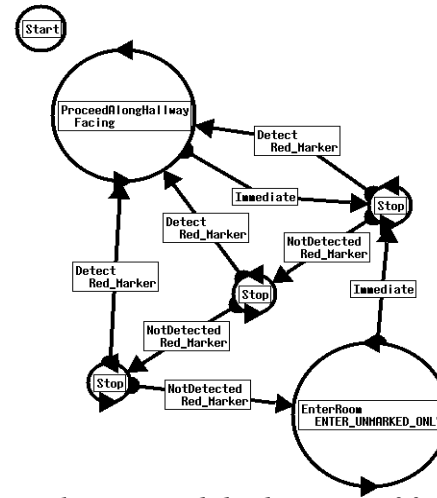 Start
ProceedAlongHallway
Facing
Detect
Red_Marker
Immediate
Stop
Detect
Red_Marker
NotDetected
Red_Marker
Detect
Red_Marker
Stop
Immediate
NotDetected
Red_Marker
Stop
NotDetected
Red_Marker
EnterRoom
ENTER_UNMARKED_ONL